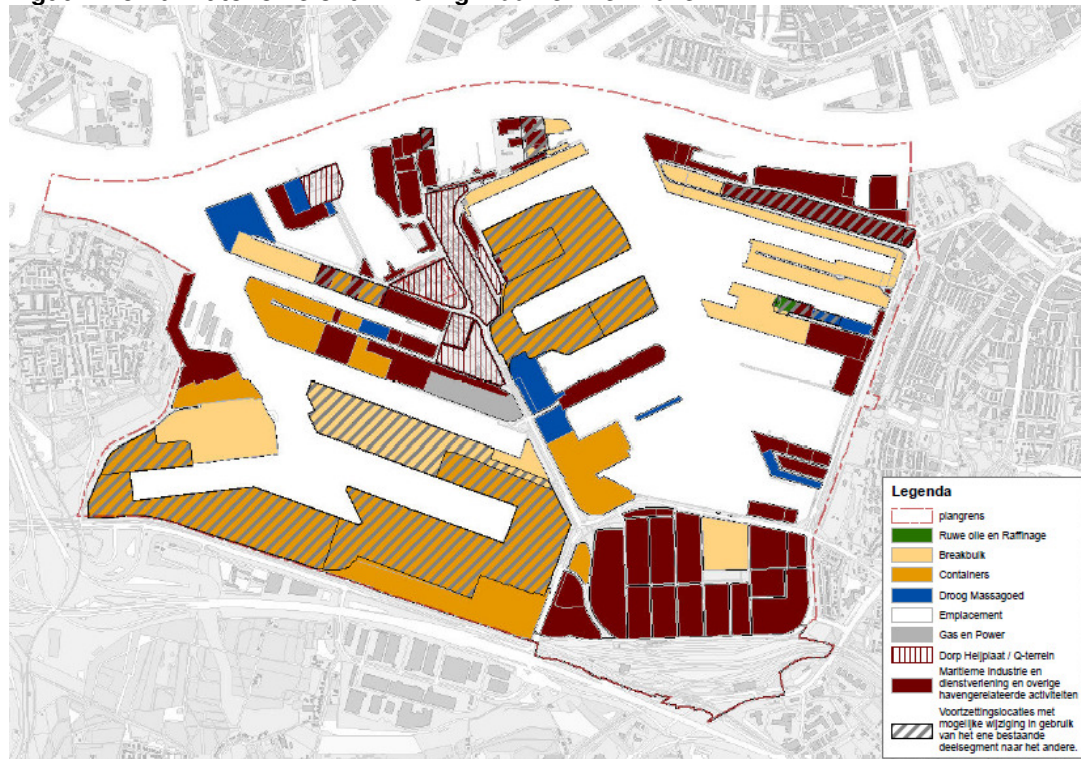 Legenda
plangrens
Ruwe olie en Raffinage
Breakbulk
Containers
Droog Massagoed
Emplacement
Gas en Power
Dorp Heijplaat / Q-terrein
Maritieme Industrie en
dienstverlening en overige
havengerelateerde activiteiten
Voortzettingslocaties met
mogelijke wijziging in gebruik
van het ene bestaande
deelsegment naar het andere.